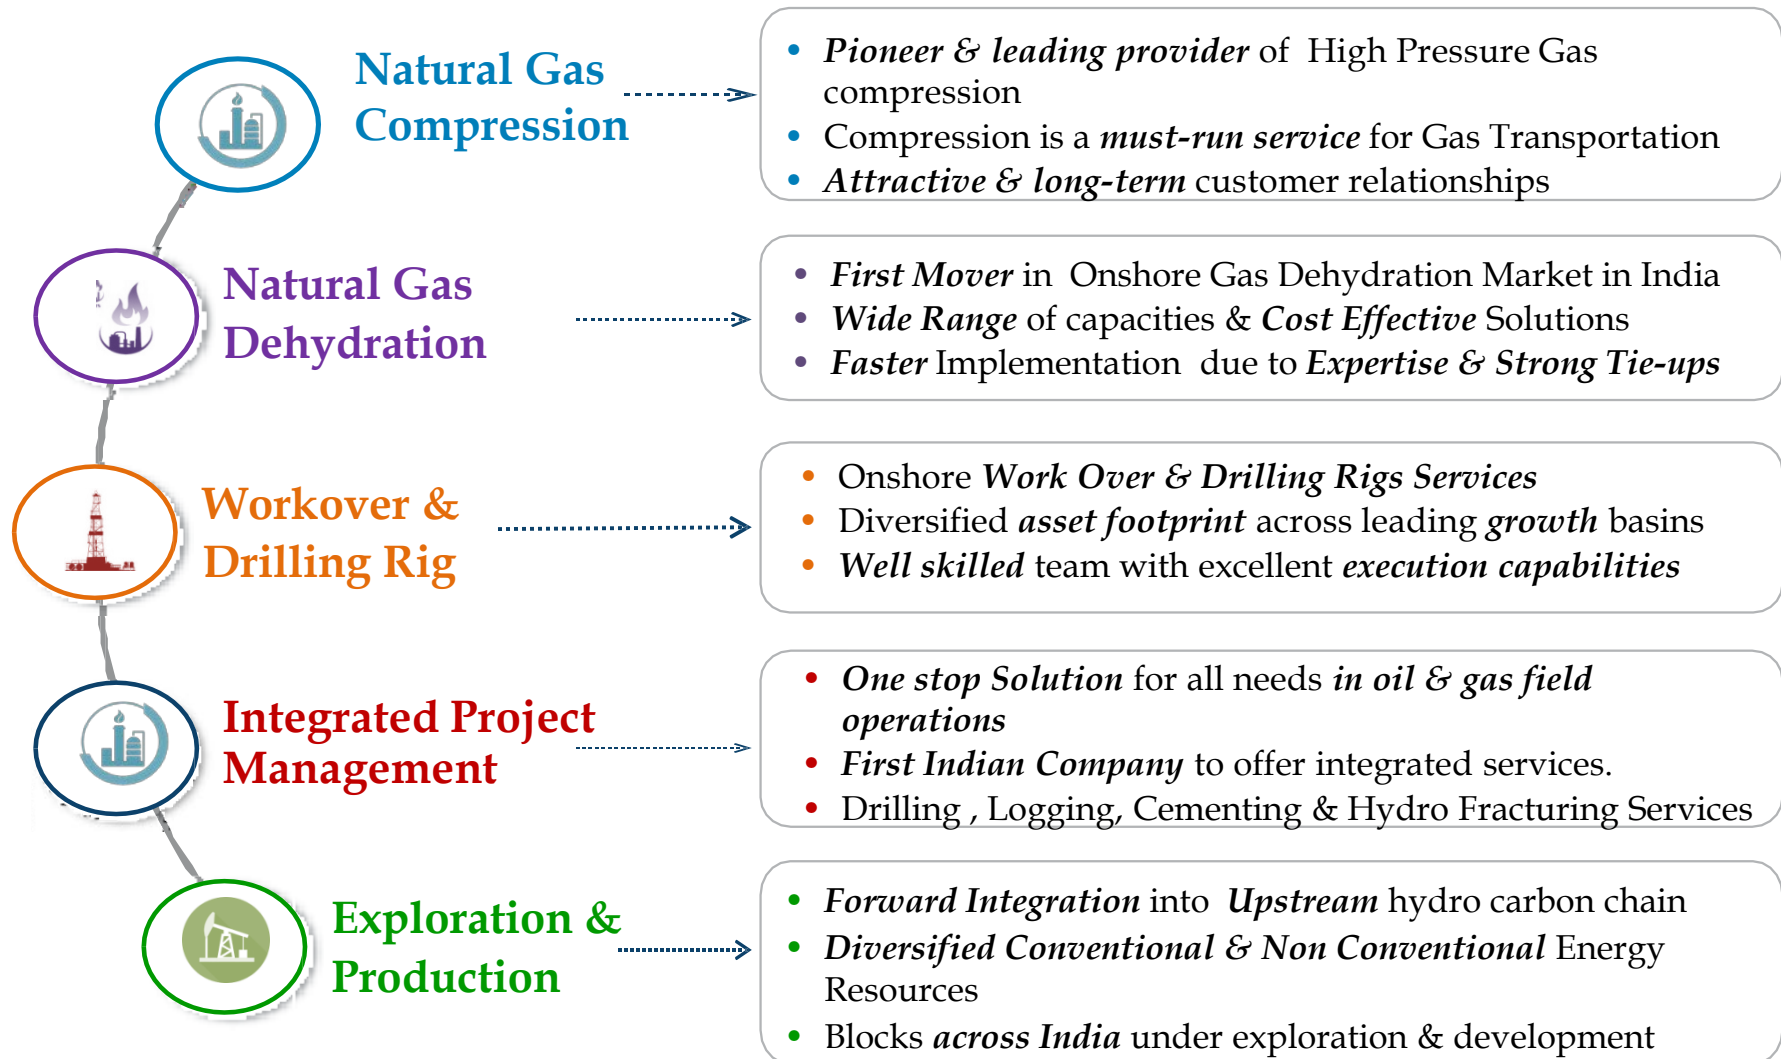 Natural Gas
Compression
• Pioneer & leading provider of High Pressure Gas
compression
• Compression is a must-run service for Gas Transportation
• Attractive & long-term customer relationships
Natural Gas
Dehydration
• First Mover in Onshore Gas Dehydration Market in India
• Wide Range of capacities & Cost Effective Solutions
• Faster Implementation due to Expertise & Strong Tie-ups
Workover &
Drilling Rig
• Onshore Work Over & Drilling Rigs Services
• Diversified asset footprint across leading growth basins
• Well skilled team with excellent execution capabilities
Integrated Project
Management
• One stop Solution for all needs in oil & gas field
operations
• First Indian Company to offer integrated services.
• Drilling , Logging, Cementing & Hydro Fracturing Services
Exploration &
Production
• Forward Integration into Upstream hydro carbon chain
• Diversified Conventional & Non Conventional Energy
Resources
• Blocks across India under exploration & development